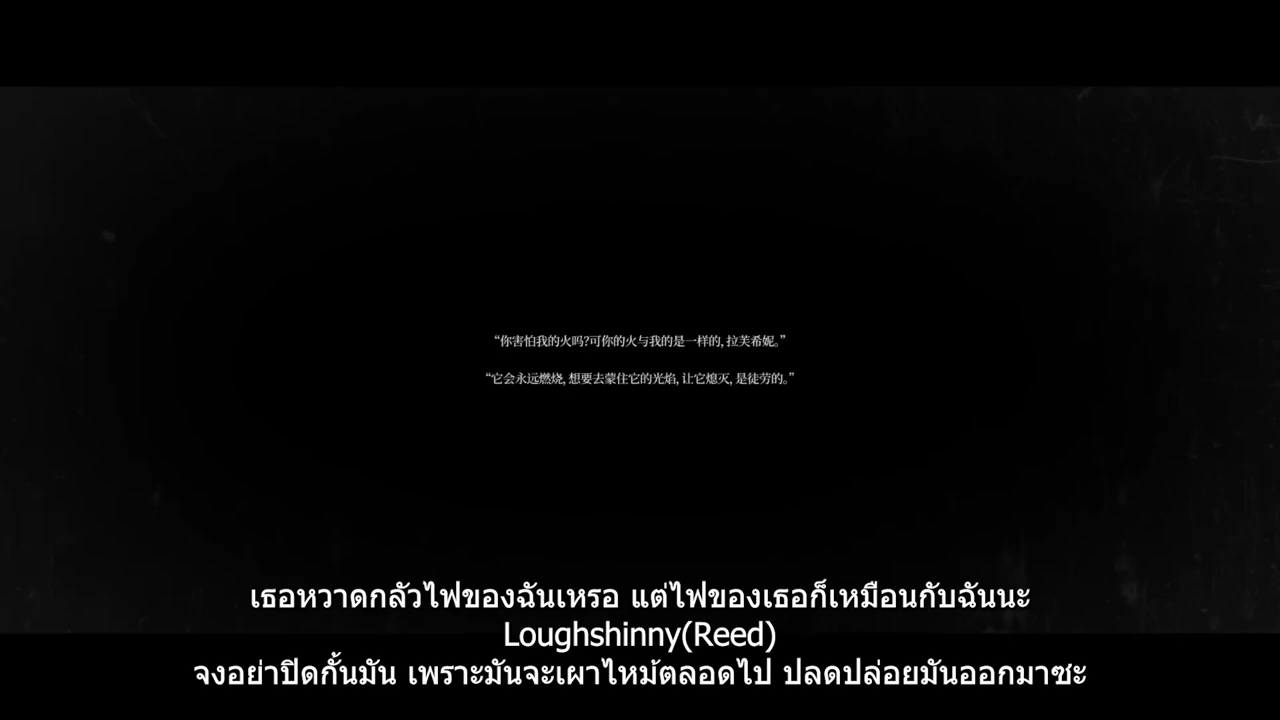 “你害怕我的火吗?可你的火与我的是一样的, 拉芙希妮。”
“它会永远燃烧, 想要去蒙住它的光焰, 让它熄灭, 是徒劳的。”
เธอหวาดกลัวไฟของฉันเหรอ แต่ไฟของเธอก็เหมือนกับฉันนะ
Loughshinny(Reed)
จงอย่าปิดกั้นมัน เพราะมันจะเผาไหม้ตลอดไป ปลดปล่อยมันออกมาซะ